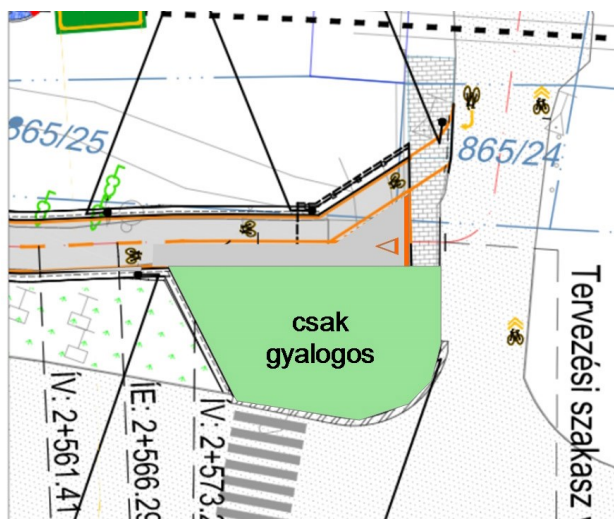 865/25
865/24
csak
gyalogos
Tervezési szakasz
ÍV: 2+561.41
ÍE: 2+566.29
ÍV: 2+573.